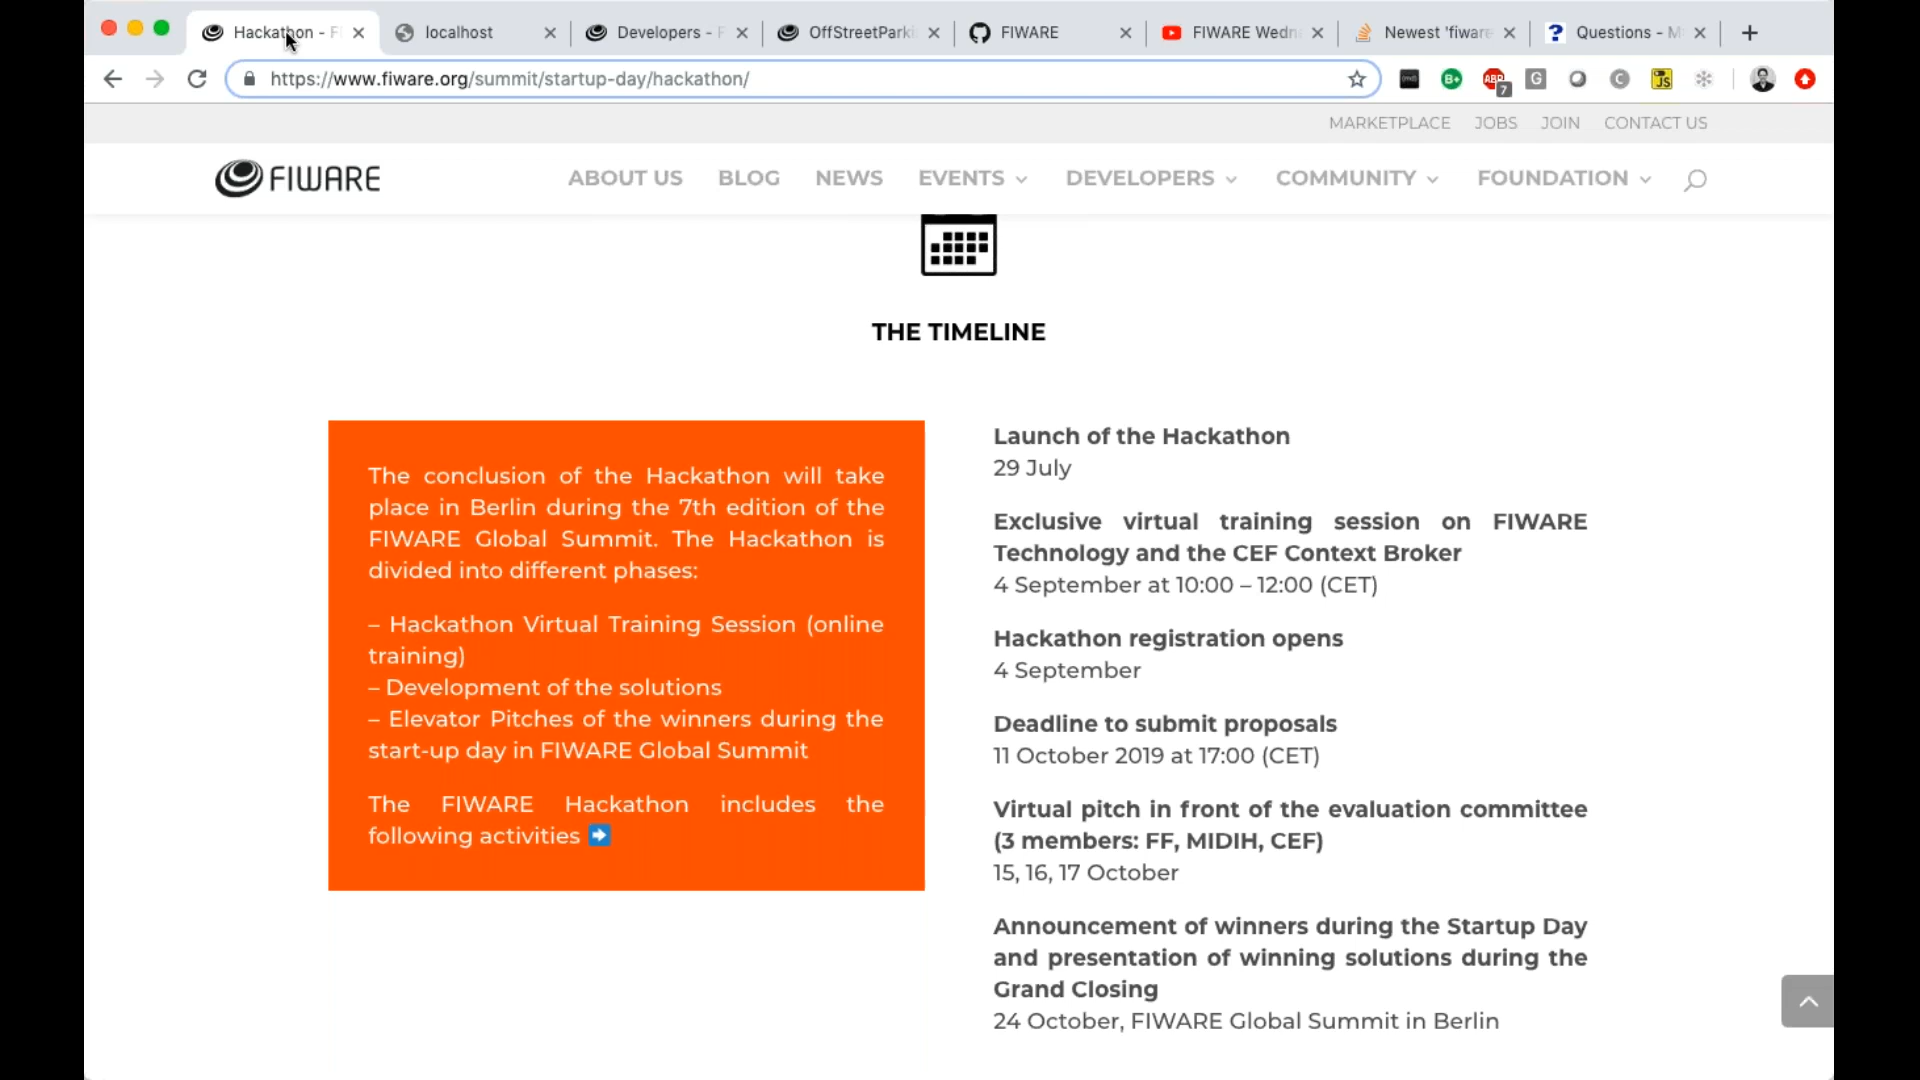 Hackathon - F
localhost
Developers - F
OffStreetParki
FIWARE
FIWARE Wedn
Newest 'fiware
Questions - M
https://www.fiware.org/summit/startup-day/hackathon/
B+
ABP
7
G
C
JS
MARKETPLACE JOBS JOIN CONTACT US
FIWARE
ABOUT US BLOG NEWS EVENTS DEVELOPERS COMMUNITY FOUNDATION
THE TIMELINE
The conclusion of the Hackathon will take
place in Berlin during the 7th edition of the
FIWARE Global Summit. The Hackathon is
divided into different phases:
– Hackathon Virtual Training Session (online
training)
– Development of the solutions
– Elevator Pitches of the winners during the
start-up day in FIWARE Global Summit
The FIWARE Hackathon includes the
following activities ➡
Launch of the Hackathon
29 July
Exclusive virtual training session on FIWARE
Technology and the CEF Context Broker
4 September at 10:00 – 12:00 (CET)
Hackathon registration opens
4 September
Deadline to submit proposals
11 October 2019 at 17:00 (CET)
Virtual pitch in front of the evaluation committee
(3 members: FF, MIDIH, CEF)
15, 16, 17 October
Announcement of winners during the Startup Day
and presentation of winning solutions during the
Grand Closing
24 October, FIWARE Global Summit in Berlin